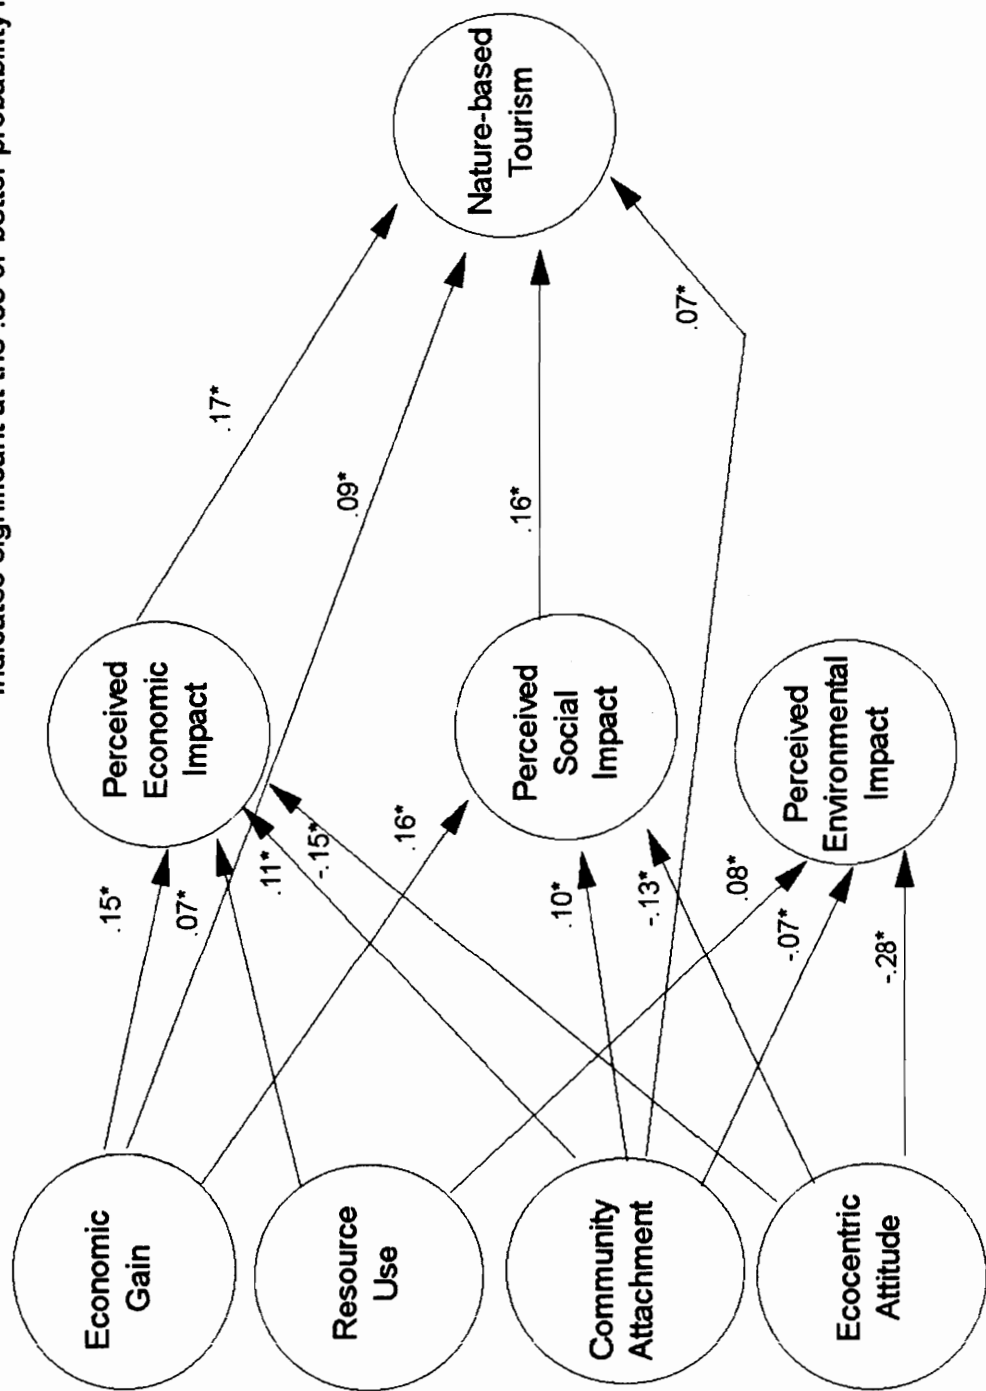 indicates significant at the .05 or better probability
Economic
Gain
Resource
Use
Community
Attachment
Ecocentric
Attitude
.15*
.07*
.11*
-.15*
.16*
.10*
-.13*
.08*
-.07*
-.28*
Perceived
Economic
Impact
Perceived
Social
Impact
Perceived
Environmental
Impact
.17*
.09*
.16*
.07*
Nature-based
Tourism